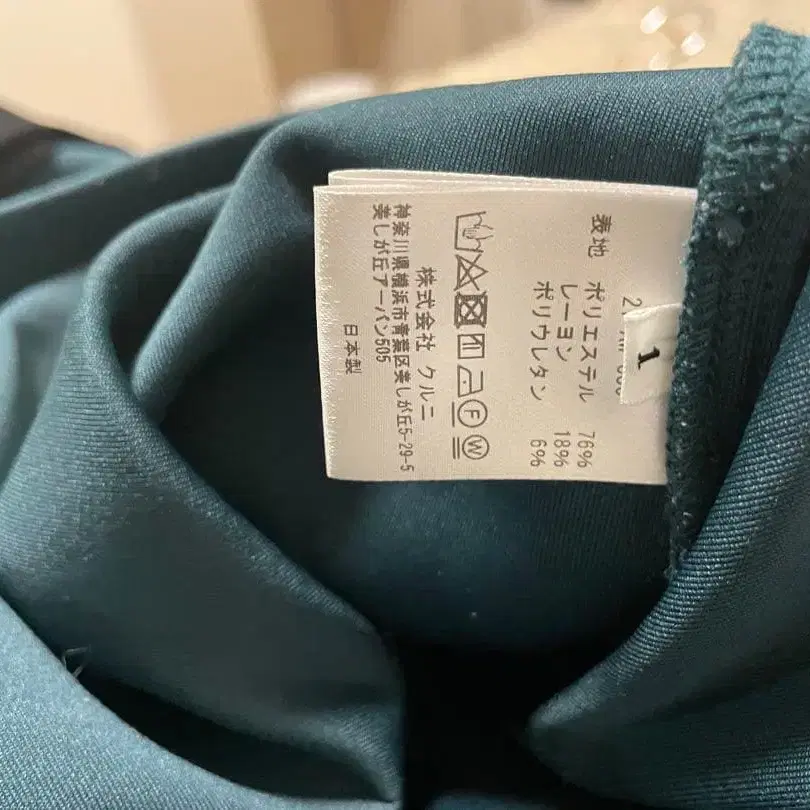 1
表地 ポリエステル 76%
レーヨン 18%
ポリウレタン 6%
F
W
株式会社 クルニ
神奈川県横浜市青葉区美しが丘5-29-5
美しが丘アーバン505
日本製